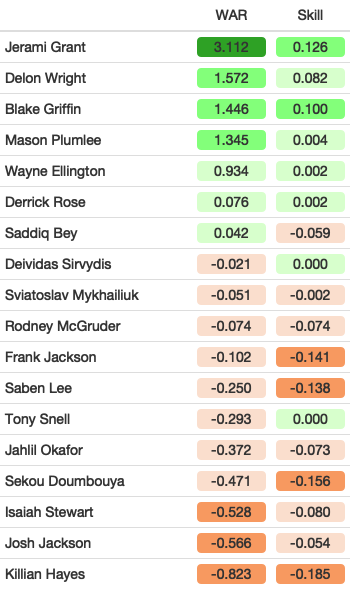 WAR Skill
Jerami Grant 3.112 0.126
Delon Wright 1.572 0.082
Blake Griffin 1.446 0.100
Mason Plumlee 1.345 0.004
Wayne Ellington 0.934 0.002
Derrick Rose 0.076 0.002
Saddiq Bey 0.042 -0.059
Deividas Sirvydis -0.021 0.000
Sviatoslav Mykhailiuk -0.051 -0.002
Rodney McGruder -0.074 -0.074
Frank Jackson -0.102 -0.141
Saben Lee -0.250 -0.138
Tony Snell -0.293 0.000
Jahlil Okafor -0.372 -0.073
Sekou Doumbouya -0.471 -0.156
Isaiah Stewart -0.528 -0.080
Josh Jackson -0.566 -0.054
Killian Hayes -0.823 -0.185